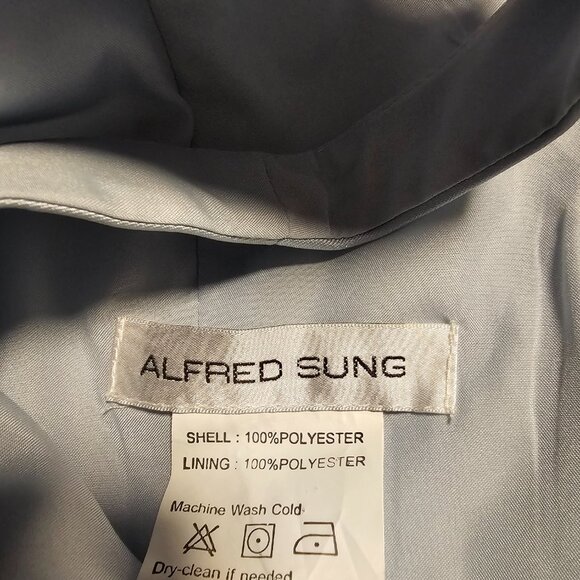 ALFRED SUNG
SHELL : 100%POLYESTER
LINING : 100%POLYESTER
Machine Wash Cold
Dry-clean if needed